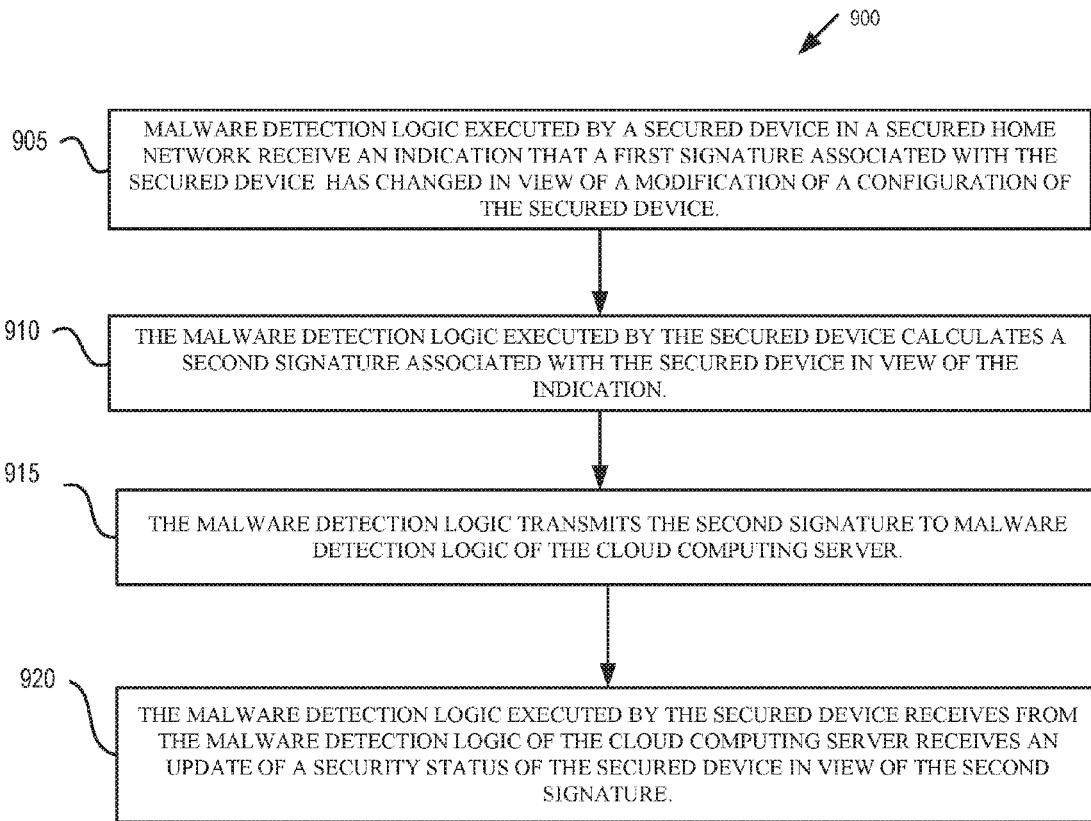 900
905
MALWARE DETECTION LOGIC EXECUTED BY A SECURED DEVICE IN A SECURED HOME
NETWORK RECEIVE AN INDICATION THAT A FIRST SIGNATURE ASSOCIATED WITH THE
SECURED DEVICE HAS CHANGED IN VIEW OF A MODIFICATION OF A CONFIGURATION OF
THE SECURED DEVICE.
910
THE MALWARE DETECTION LOGIC EXECUTED BY THE SECURED DEVICE CALCULATES A
SECOND SIGNATURE ASSOCIATED WITH THE SECURED DEVICE IN VIEW OF THE
INDICATION.
915
THE MALWARE DETECTION LOGIC TRANSMITS THE SECOND SIGNATURE TO MALWARE
DETECTION LOGIC OF THE CLOUD COMPUTING SERVER.
920
THE MALWARE DETECTION LOGIC EXECUTED BY THE SECURED DEVICE RECEIVES FROM
THE MALWARE DETECTION LOGIC OF THE CLOUD COMPUTING SERVER RECEIVES AN
UPDATE OF A SECURITY STATUS OF THE SECURED DEVICE IN VIEW OF THE SECOND
SIGNATURE.